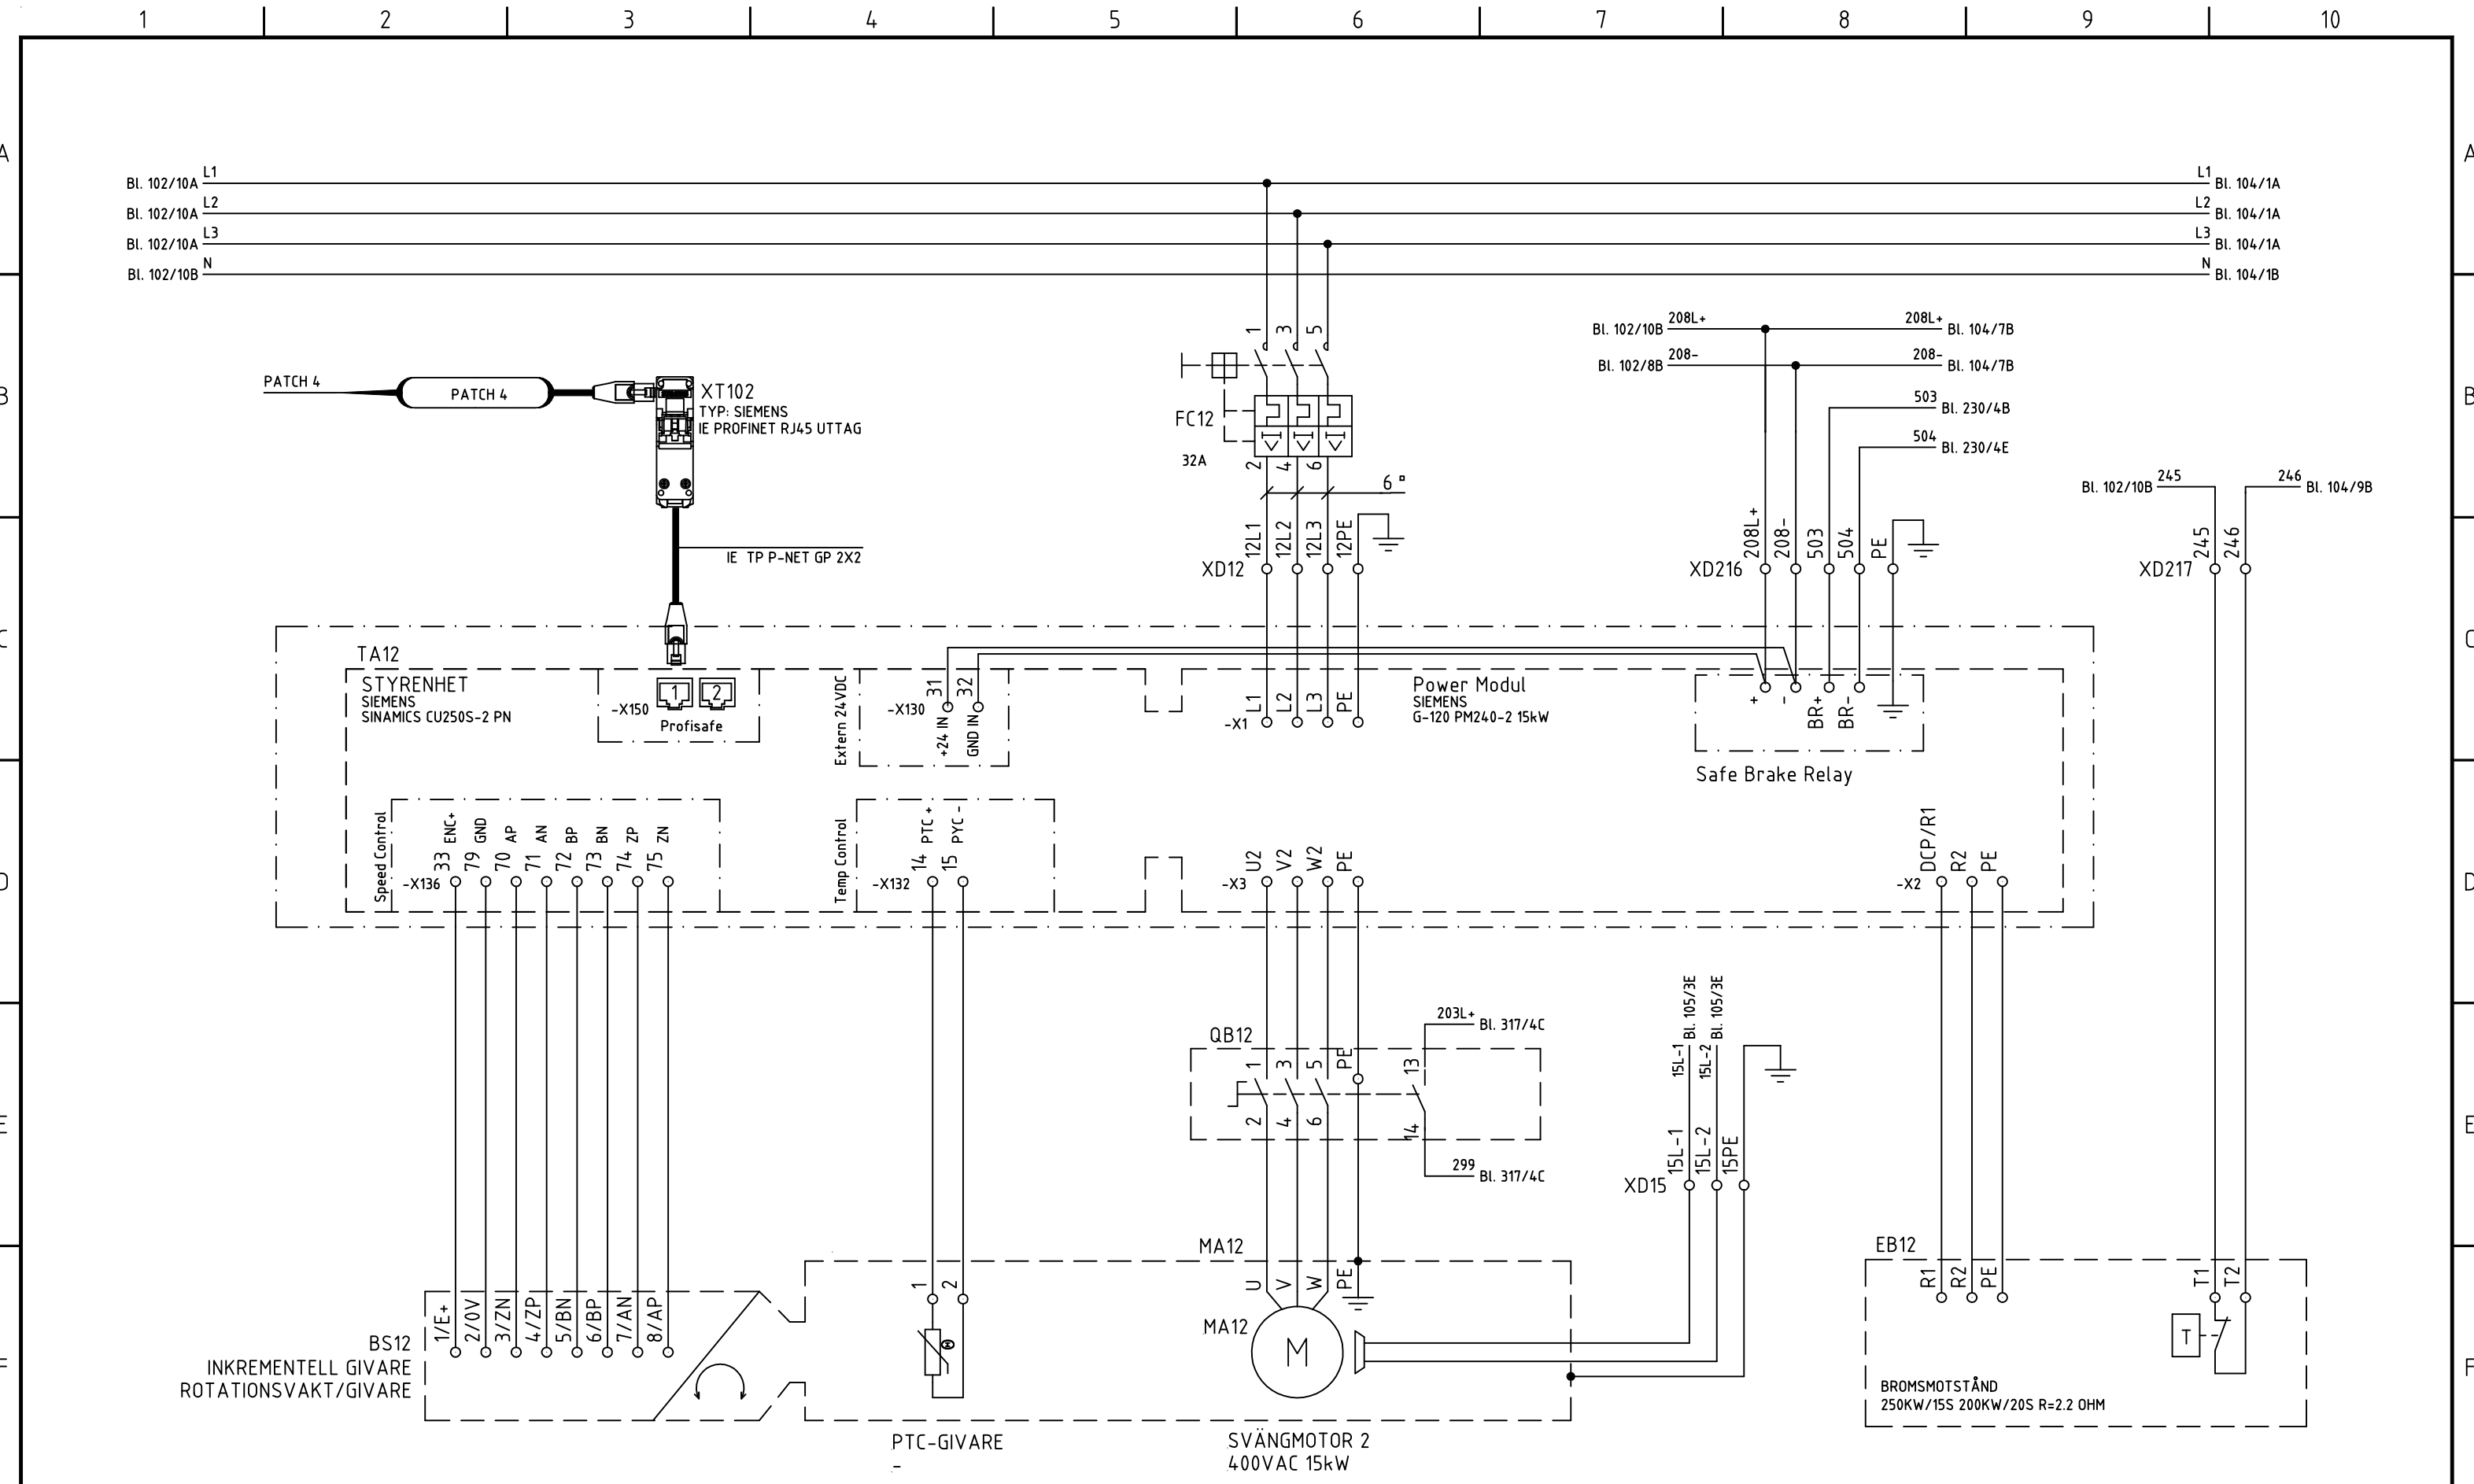 1 2 3 4 5 6 7 8 9 10
A A
Bl. 102/10A L1 L1 Bl. 104/1A
Bl. 102/10A L2 L2 Bl. 104/1A
Bl. 102/10A L3 L3 Bl. 104/1A
Bl. 102/10B N N Bl. 104/1B
1 3 5
Bl. 102/10B 208L+ 208L+ Bl. 104/7B
Bl. 102/8B 208- 208- Bl. 104/7B
B B
PATCH 4
PATCH 4
XT102
TYP: SIEMENS
IE PROFINET RJ45 UTTAG
FC12
32A
2 4 6
6
503 Bl. 230/4B
504 Bl. 230/4E
Bl. 102/10B 245 246 Bl. 104/9B
IE TP P-NET GP 2X2
XD12 12L1 12L2 12L3 12PE
XD216 208L+ 208- 503 504 PE
XD217 245 246
C C
TA12
STYRENHET
SIEMENS
SINAMICS CU250S-2 PN
-X150 1 2
Profisafe
Extern 24VDC
-X130 31 32
+24 IN GND IN
-X1 L1 L2 L3 PE
Power Modul
SIEMENS
G-120 PM240-2 15kW
+ - BR+ BR-
Safe Brake Relay
D D
Speed Control
-X136
33 ENC+
79 GND
70 AP
71 AN
72 BP
73 BN
74 ZP
75 ZN
Temp Control
-X132
14 PTC +
15 PYC -
-X3 U2 V2 W2 PE
-X2 DCP/R1 R2 PE
E E
QB12
1 3 5 PE 13
2 4 6 14
203L+ Bl. 317/4C
299 Bl. 317/4C
15L-1 Bl. 105/3E
15L-2 Bl. 105/3E
XD15 15L-1 15L-2 15PE
F F
BS12
INKREMENTELL GIVARE
ROTATIONSVAKT/GIVARE
1/E+ 2/0V 3/ZN 4/ZP 5/BN 6/BP 7/AN 8/AP
1 2
MA12
U V W PE
MA12
M
EB12
R1 R2 PE T1 T2
T
BROMSMOTSTÅND
250KW/15S 200KW/20S R=2.2 OHM
PTC-GIVARE
-
SVÄNGMOTOR 2
400VAC 15kW